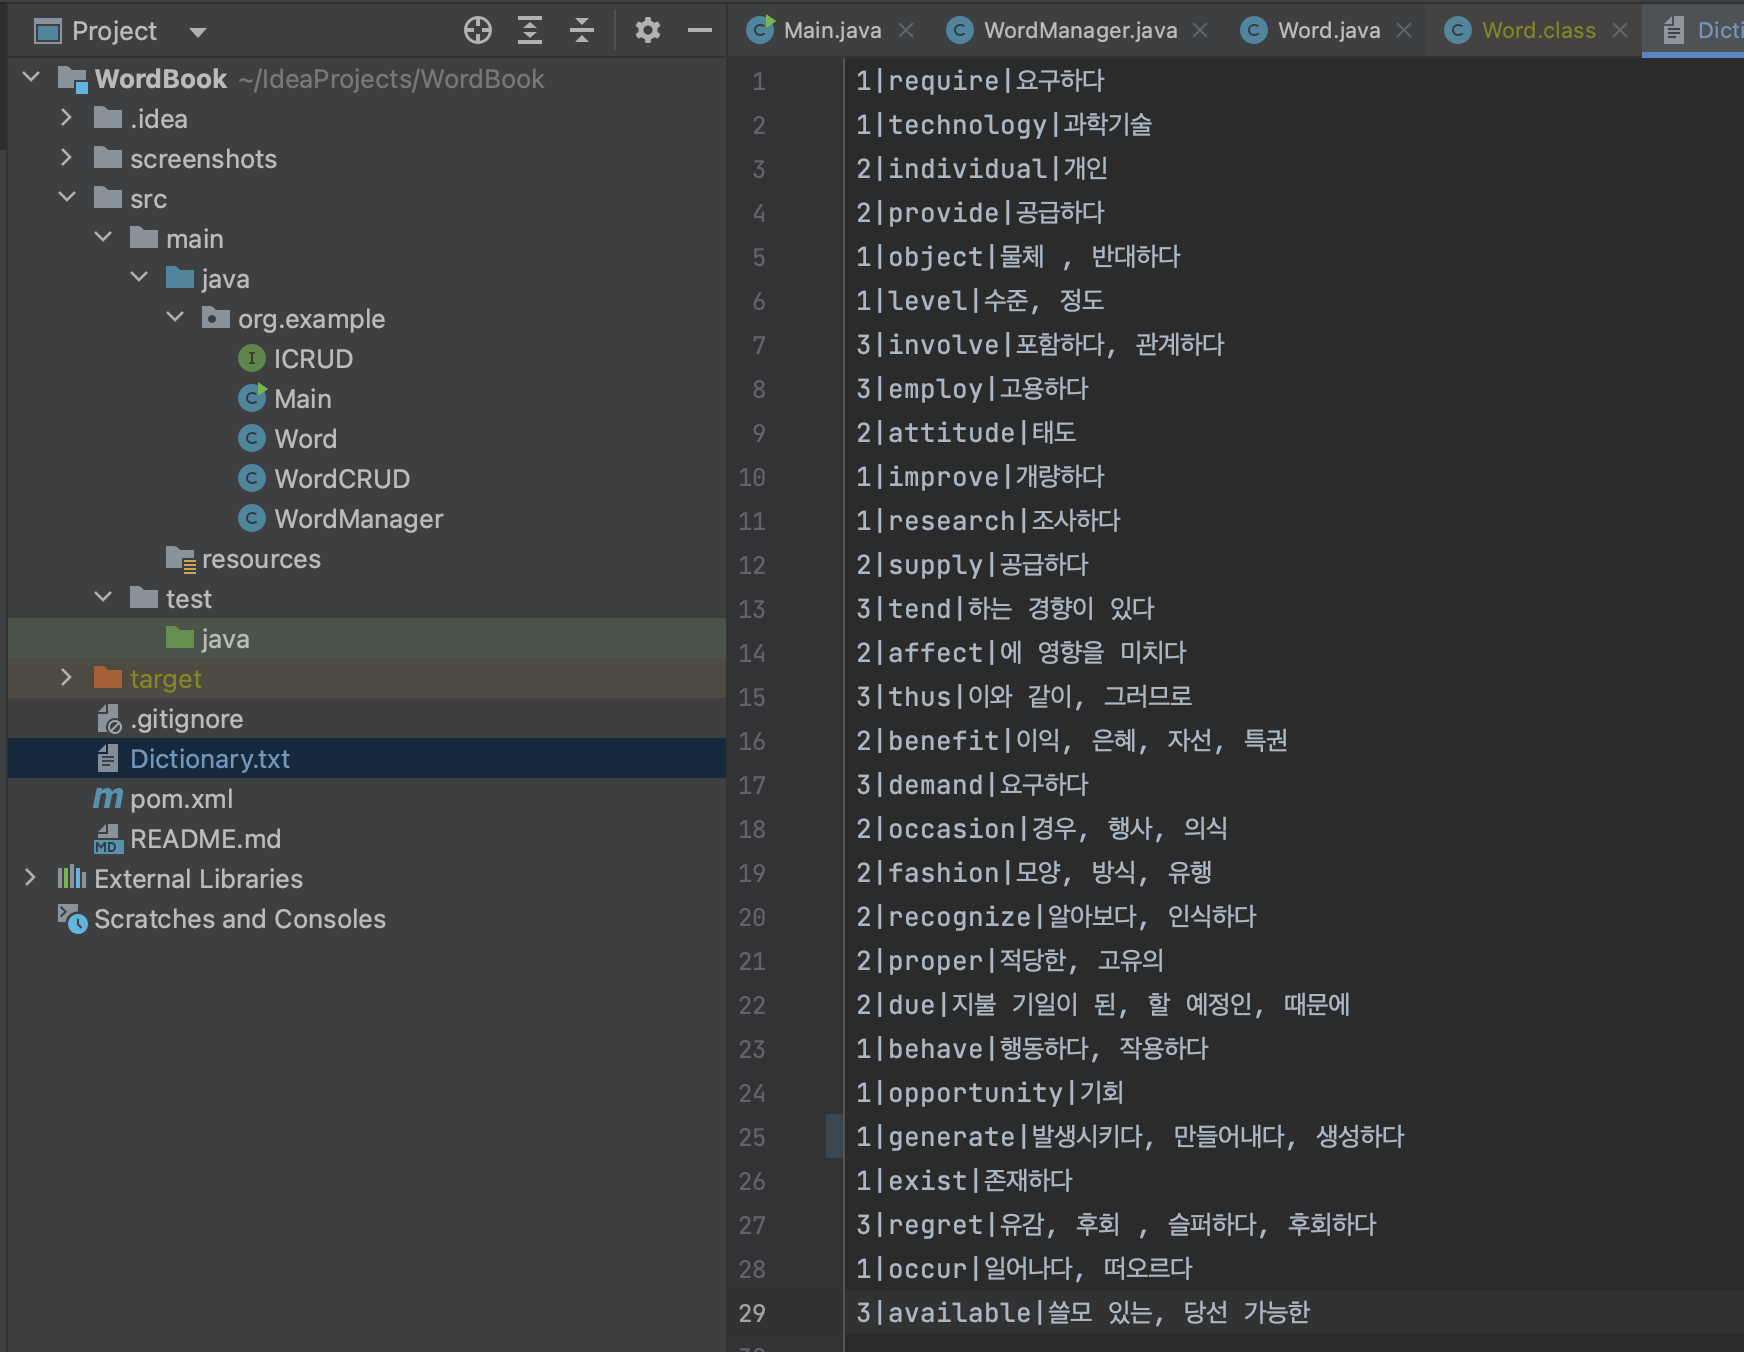 Project
WordBook ~/IdeaProjects/WordBook
.idea
screenshots
src
main
java
org.example
I ICRUD
C Main
C Word
C WordCRUD
C WordManager
resources
test
java
target
.gitignore
Dictionary.txt
m pom.xml
MD README.md
External Libraries
Scratches and Consoles
C Main.java
C WordManager.java
C Word.java
C Word.class
Dicti
1 1|require|요구하다
2 1|technology|과학기술
3 2|individual|개인
4 2|provide|공급하다
5 1|object|물체 , 반대하다
6 1|level|수준, 정도
7 3|involve|포함하다, 관계하다
8 3|employ|고용하다
9 2|attitude|태도
10 1|improve|개량하다
11 1|research|조사하다
12 2|supply|공급하다
13 3|tend|하는 경향이 있다
14 2|affect|에 영향을 미치다
15 3|thus|이와 같이, 그러므로
16 2|benefit|이익, 은혜, 자선, 특권
17 3|demand|요구하다
18 2|occasion|경우, 행사, 의식
19 2|fashion|모양, 방식, 유행
20 2|recognize|알아보다, 인식하다
21 2|proper|적당한, 고유의
22 2|due|지불 기일이 된, 할 예정인, 때문에
23 1|behave|행동하다, 작용하다
24 1|opportunity|기회
25 1|generate|발생시키다, 만들어내다, 생성하다
26 1|exist|존재하다
27 3|regret|유감, 후회 , 슬퍼하다, 후회하다
28 1|occur|일어나다, 떠오르다
29 3|available|쓸모 있는, 당선 가능한